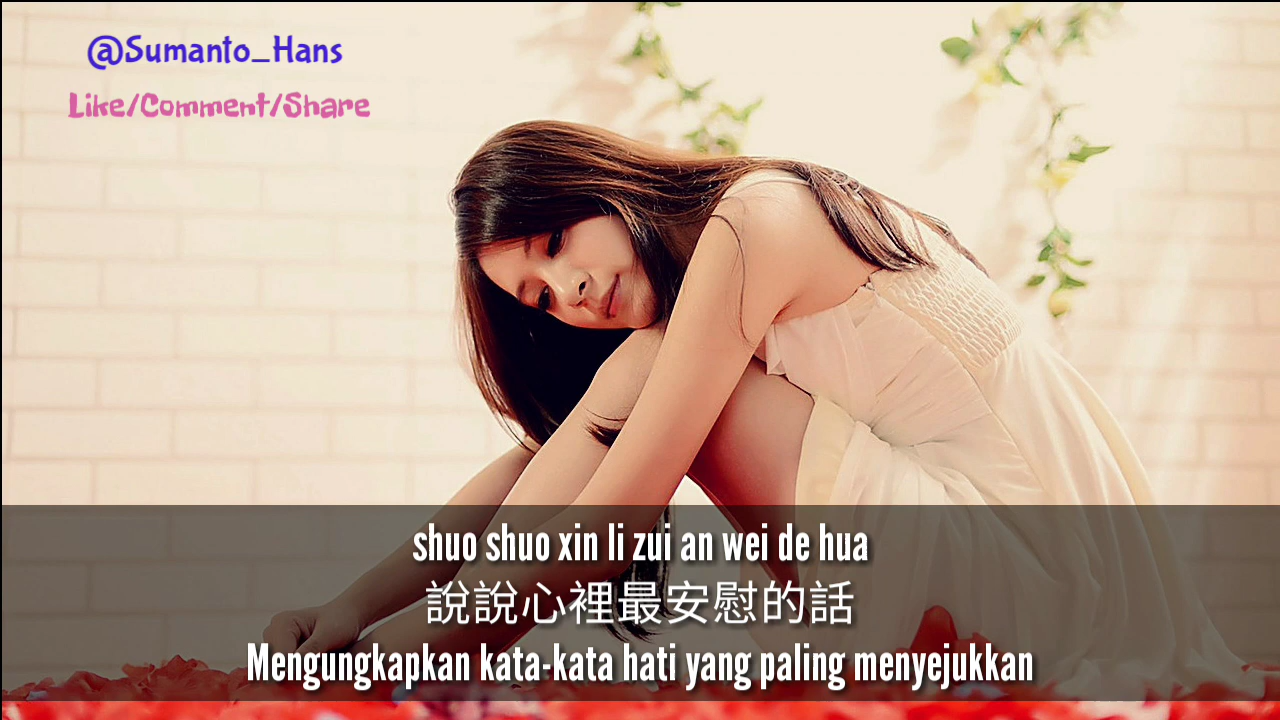 @Sumanto_Hans
Like/Comment/Share
shuo shuo xin li zui an wei de hua
說說心裡最安慰的話
Mengungkapkan kata-kata hati yang paling menyejukkan